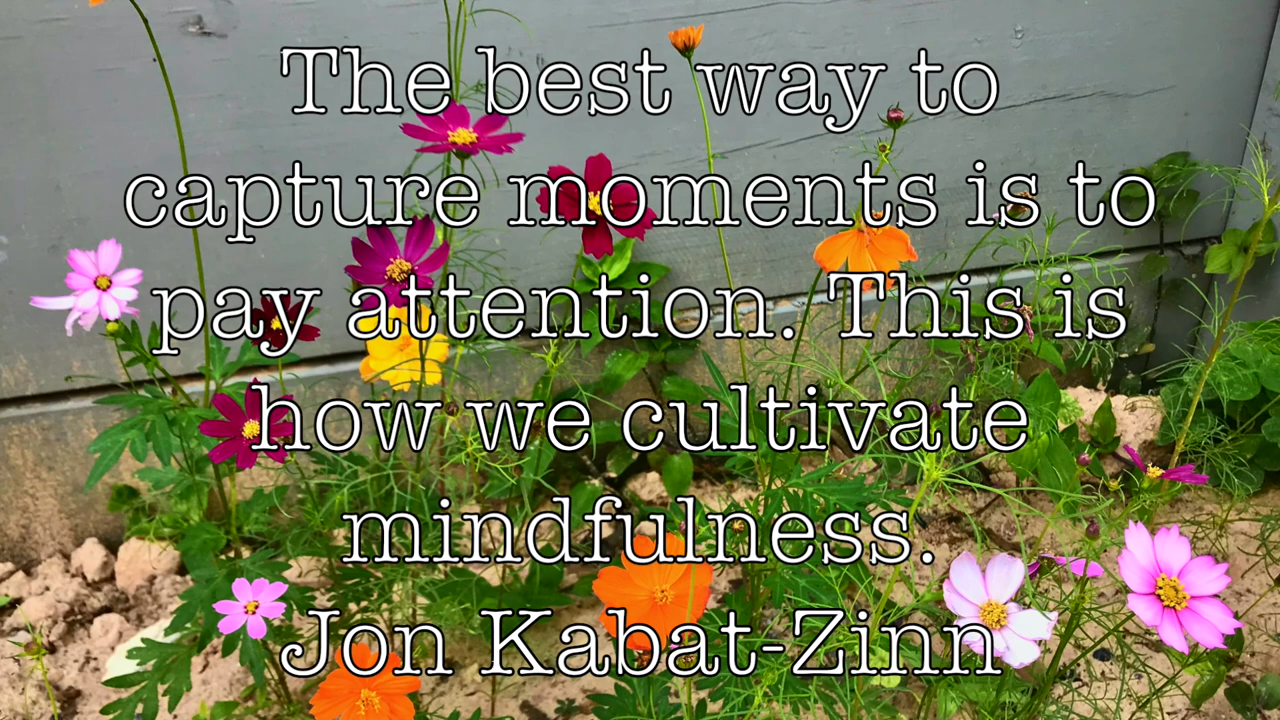 The best way to
capture moments is to
pay attention. This is
how we cultivate
mindfulness.
Jon Kabat-Zinn